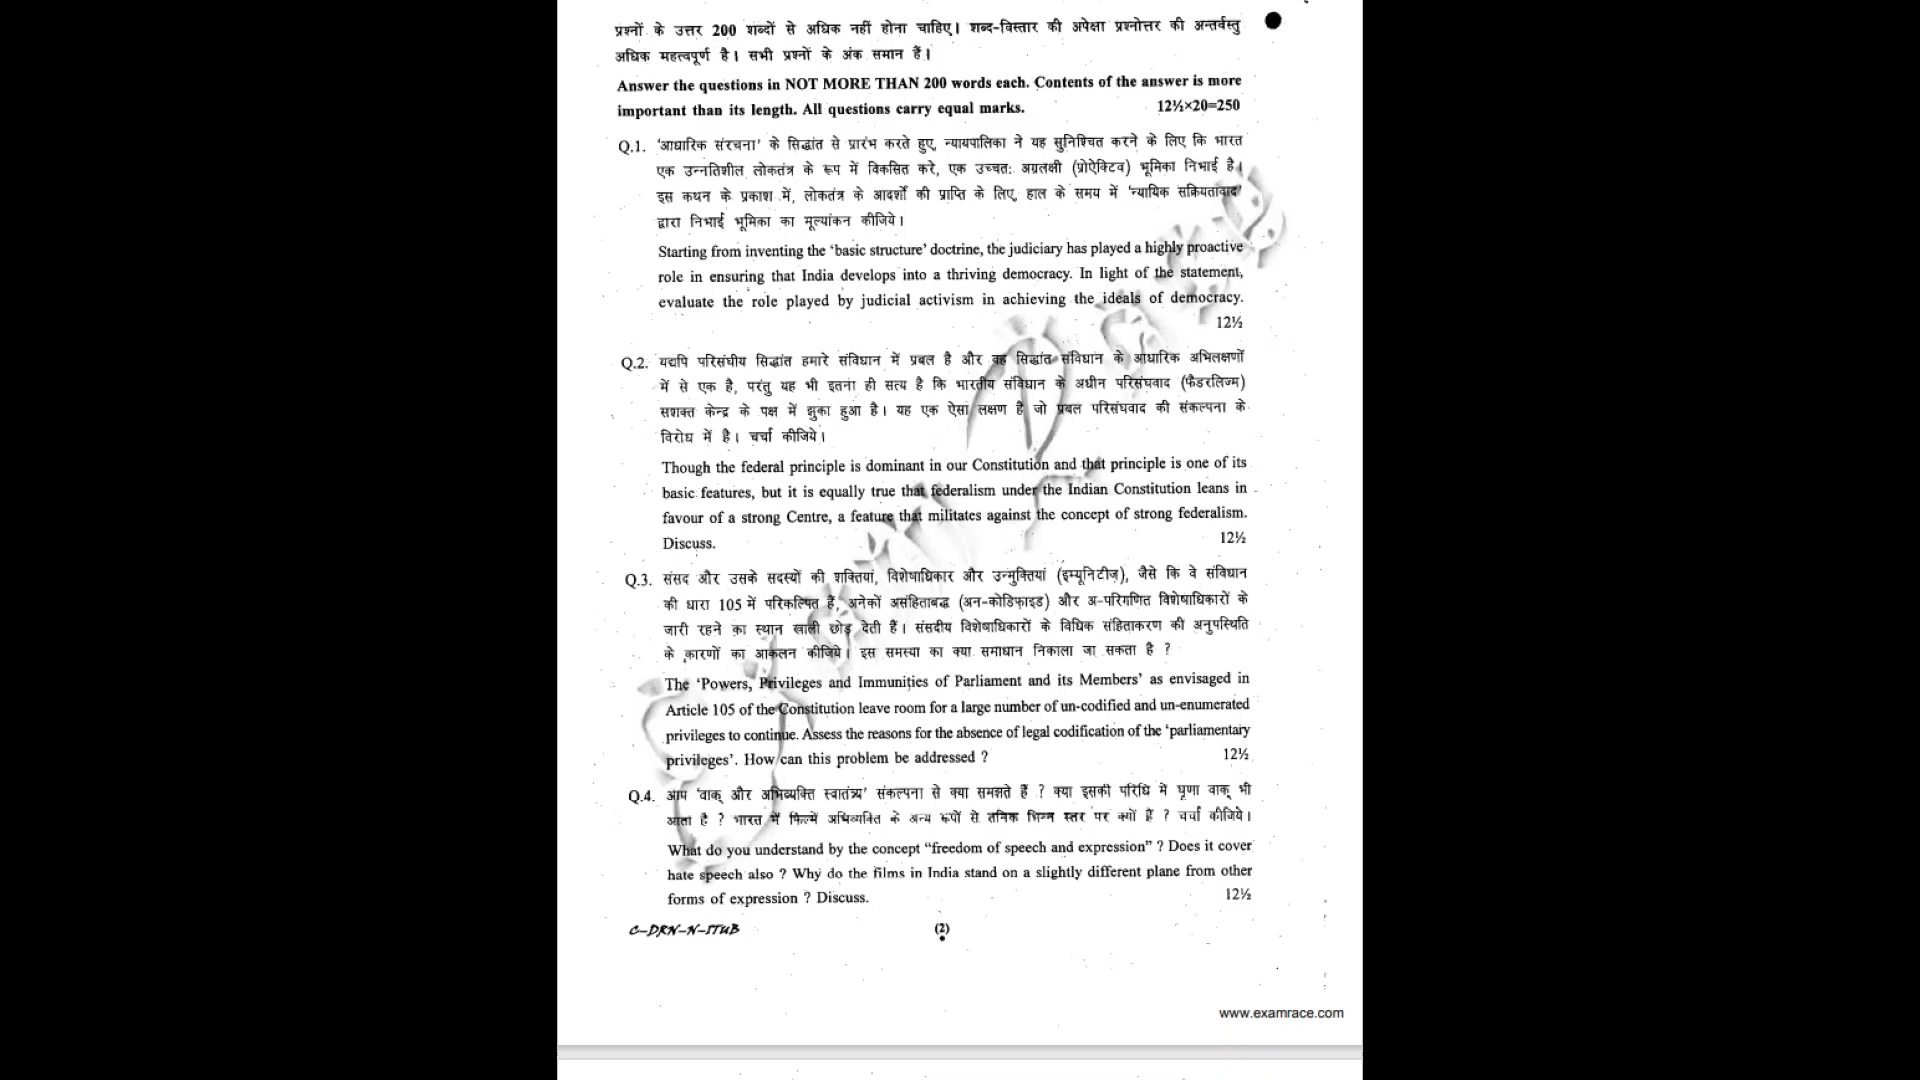 प्रश्नों के उत्तर 200 शब्दों से अधिक नहीं होना चाहिए। शब्द-विस्तार की अपेक्षा प्रश्नोत्तर की अन्तर्वस्तु
अधिक महत्वपूर्ण है। सभी प्रश्नों के अंक समान हैं।
Answer the questions in NOT MORE THAN 200 words each. Contents of the answer is more
important than its length. All questions carry equal marks. 12½×20=250
Q.1. 'आधारिक संरचना' के सिद्धांत से प्रारंभ करते हुए, न्यायपालिका ने यह सुनिश्चित करने के लिए कि भारत
एक उन्नतिशील लोकतंत्र के रूप में विकसित करे, एक उच्चत: अग्रलक्षी (प्रोऐक्टिव) भूमिका निभाई है।
इस कथन के प्रकाश में, लोकतंत्र के आदर्शों की प्राप्ति के लिए, हाल के समय में 'न्यायिक सक्रियतावाद'
द्वारा निभाई भूमिका का मूल्यांकन कीजिये।
Starting from inventing the 'basic structure' doctrine, the judiciary has played a highly proactive
role in ensuring that India develops into a thriving democracy. In light of the statement,
evaluate the role played by judicial activism in achieving the ideals of democracy.
12½
Q.2. यद्यपि परिसंघीय सिद्धांत हमारे संविधान में प्रबल है और वह सिद्धांत संविधान के आधारिक अभिलक्षणों
में से एक है, परंतु यह भी इतना ही सत्य है कि भारतीय संविधान के अधीन परिसंघवाद (फैडरलिज्म)
सशक्त केन्द्र के पक्ष में झुका हुआ है। यह एक ऐसा लक्षण है जो प्रबल परिसंघवाद की संकल्पना के
विरोध में है। चर्चा कीजिये।
Though the federal principle is dominant in our Constitution and that principle is one of its
basic features, but it is equally true that federalism under the Indian Constitution leans in
favour of a strong Centre, a feature that militates against the concept of strong federalism.
Discuss. 12½
Q.3. संसद और उसके सदस्यों की शक्तियां, विशेषाधिकार और उन्मुक्तियां (इम्यूनिटीज़), जैसे कि वे संविधान
की धारा 105 में परिकल्पित हैं, अनेकों असंहिताबद्ध (अन-कोडिफ़ाइड) और अ-परिगणित विशेषाधिकारों के
जारी रहने का स्थान खाली छोड़ देती हैं। संसदीय विशेषाधिकारों के विधिक संहिताकरण की अनुपस्थिति
के कारणों का आकलन कीजिये। इस समस्या का क्या समाधान निकाला जा सकता है ?
The 'Powers, Privileges and Immunities of Parliament and its Members' as envisaged in
Article 105 of the Constitution leave room for a large number of un-codified and un-enumerated
privileges to continue. Assess the reasons for the absence of legal codification of the 'parliamentary
privileges'. How can this problem be addressed ? 12½
Q.4. आप 'वाक् और अभिव्यक्ति स्वातंत्र्य' संकल्पना से क्या समझते हैं ? क्या इसकी परिधि में घृणा वाक् भी
आता है ? भारत में फिल्में अभिव्यक्ति के अन्य रूपों से तनिक भिन्न स्तर पर क्यों हैं ? चर्चा कीजिये।
What do you understand by the concept "freedom of speech and expression" ? Does it cover
hate speech also ? Why do the films in India stand on a slightly different plane from other
forms of expression ? Discuss. 12½
C-DRN-N-ITUB (2)
www.examrace.com